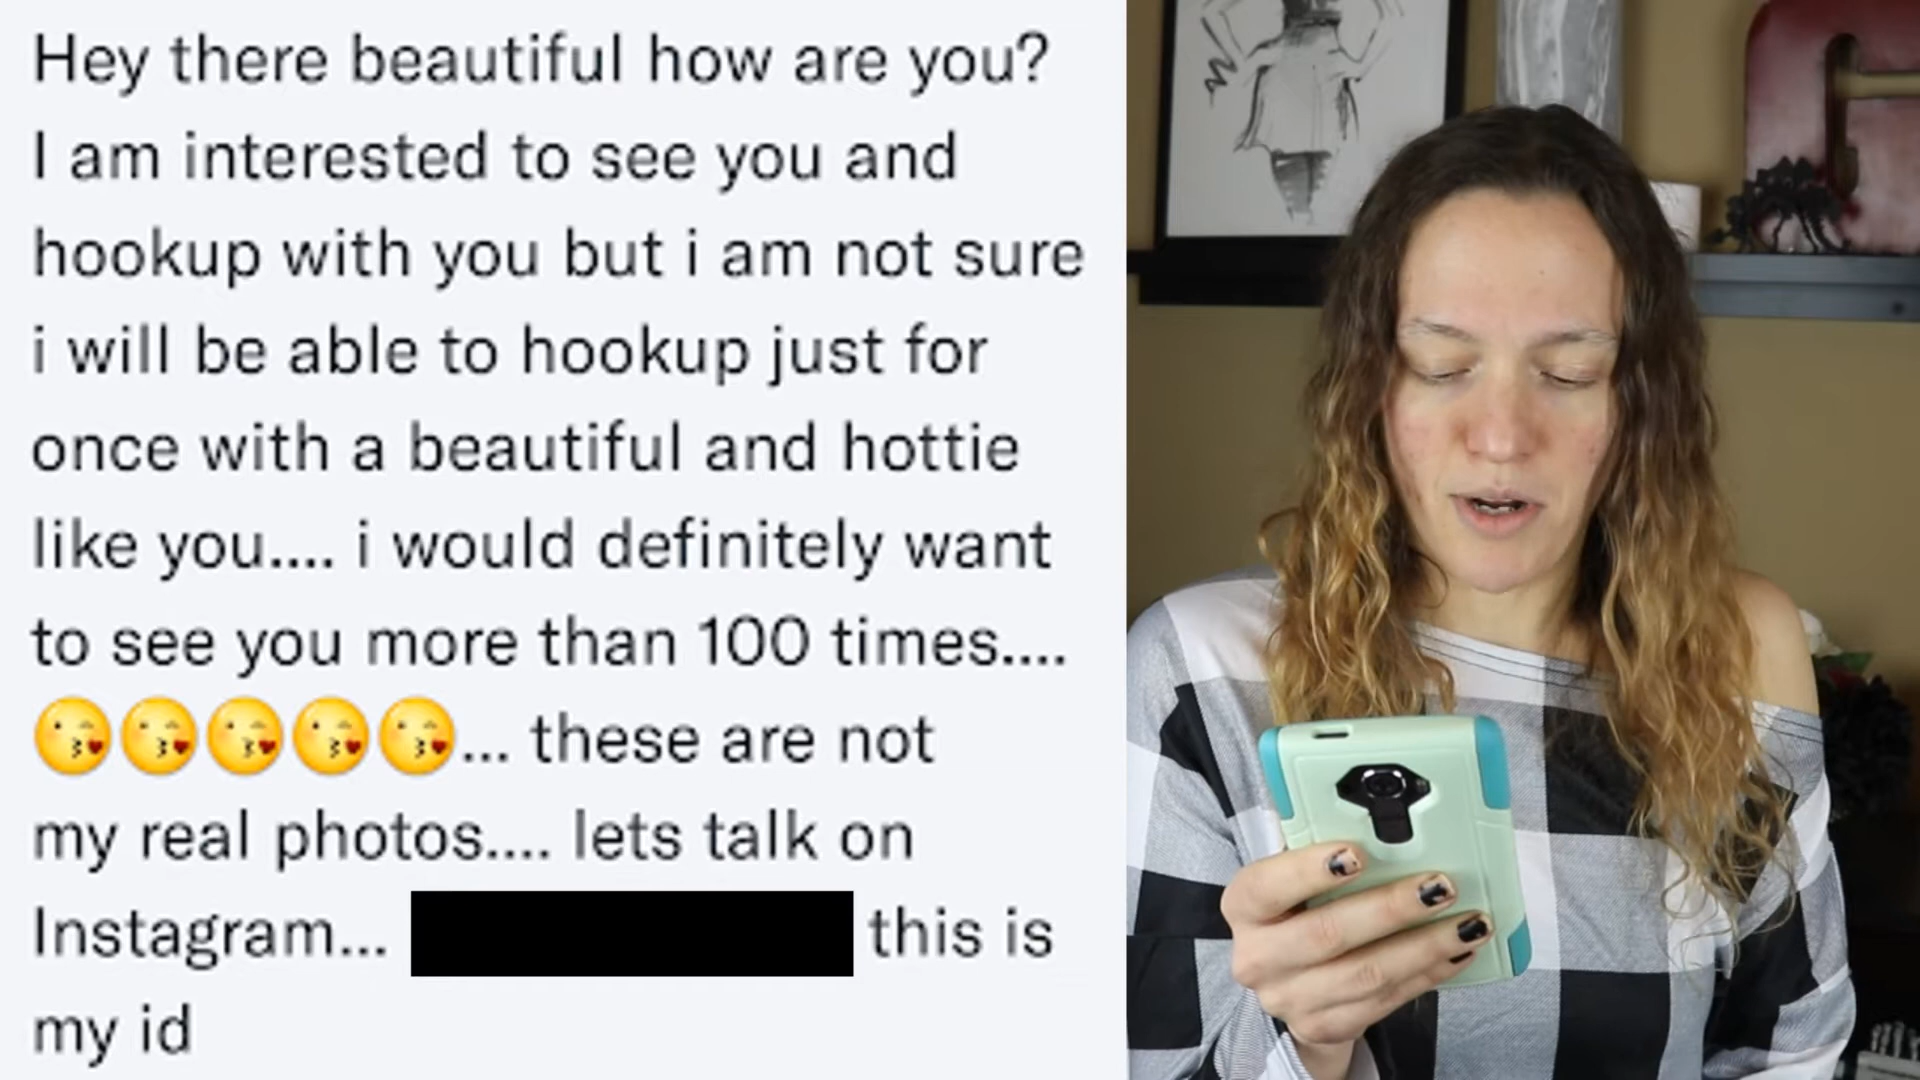 Hey there beautiful how are you?
I am interested to see you and
hookup with you but i am not sure
i will be able to hookup just for
once with a beautiful and hottie
like you.... i would definitely want
to see you more than 100 times....
😘😘😘😘😘... these are not
my real photos.... lets talk on
Instagram... this is
my id